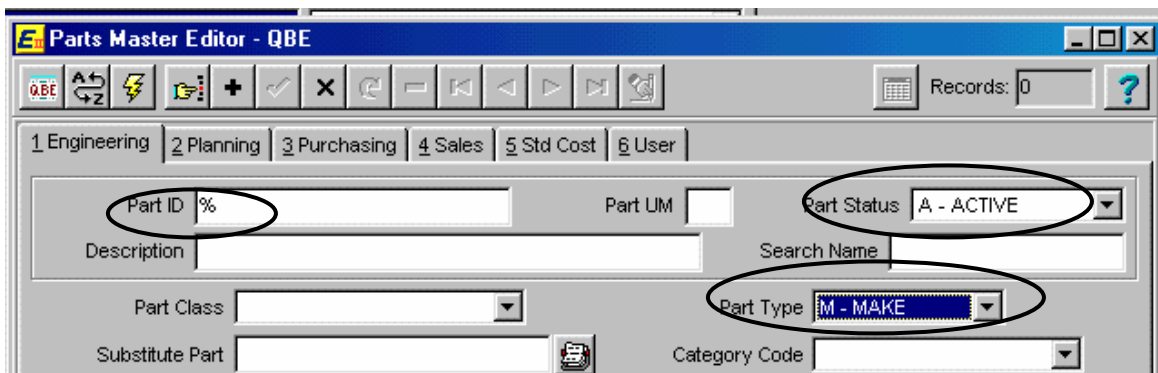 E Parts Master Editor - QBE
QBE A Z Records: 0 ?
1 Engineering 2 Planning 3 Purchasing 4 Sales 5 Std Cost 6 User
Part ID % Part UM Part Status A - ACTIVE
Description Search Name
Part Class Part Type M - MAKE
Substitute Part Category Code